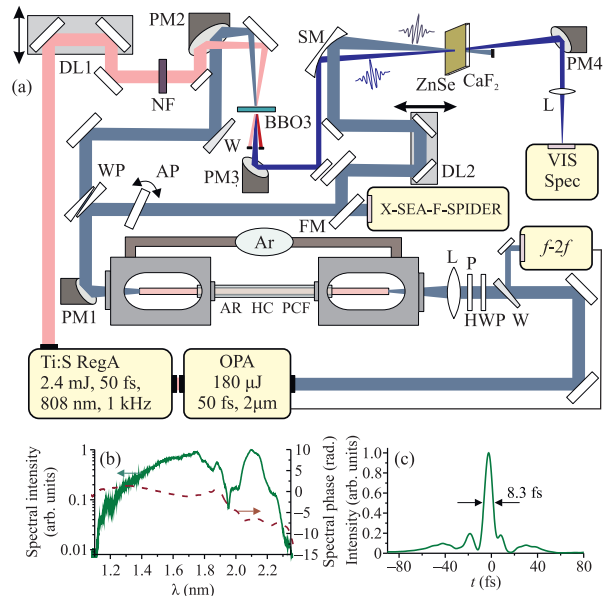 PM2
SM
(a)
DL1
NF
ZnSe
CaF2
PM4
L
BBO3
W
PM3
DL2
VIS
Spec
WP
AP
FM
X-SEA-F-SPIDER
Ar
PM1
AR HC PCF
L
P
HWP
W
f-2f
Ti:S RegA
2.4 mJ, 50 fs,
808 nm, 1 kHz
OPA
180 μJ
50 fs, 2μm
(b)
Spectral intensity
(arb. units)
1
0.1
0.01
1.2 1.4 1.6 1.8 2.0 2.2
λ (nm)
10
5
0
−5
−10
−15
Spectral phase (rad.)
(c)
Intensity (arb. units)
1.0
0.8
0.6
0.4
0.2
0
8.3 fs
−80 −40 0 40 80
t (fs)